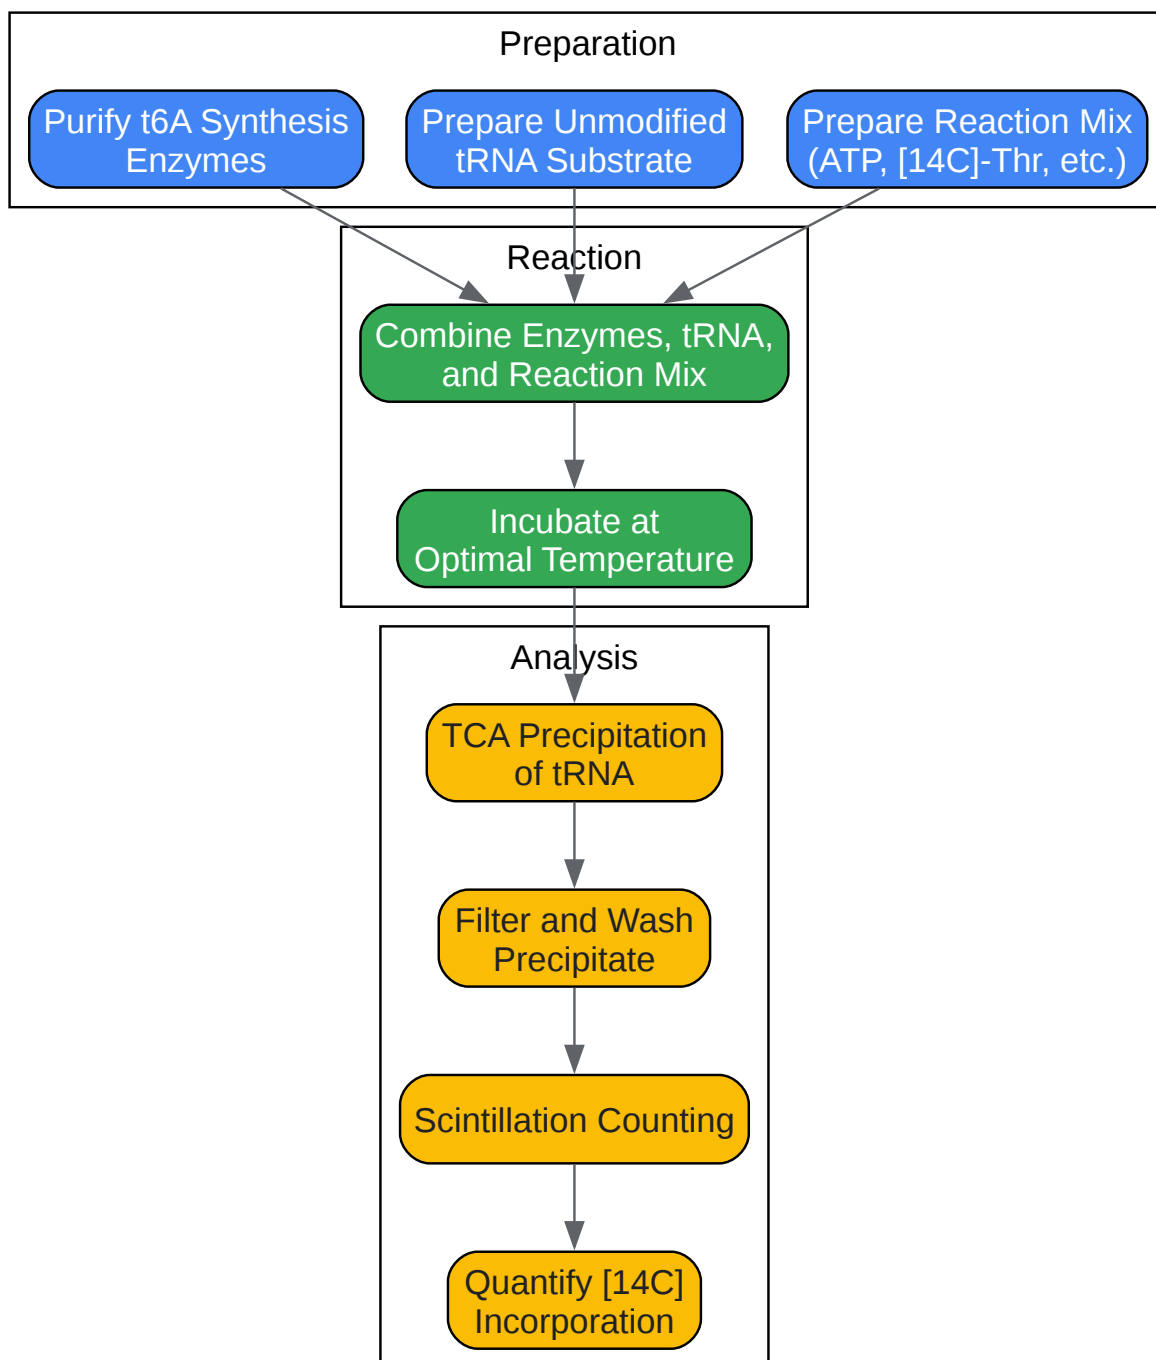 Preparation
Purify t6A Synthesis
Enzymes
Prepare Unmodified
tRNA Substrate
Prepare Reaction Mix
(ATP, [14C]-Thr, etc.)
Reaction
Combine Enzymes, tRNA,
and Reaction Mix
Incubate at
Optimal Temperature
Analysis
TCA Precipitation
of tRNA
Filter and Wash
Precipitate
Scintillation Counting
Quantify [14C]
Incorporation